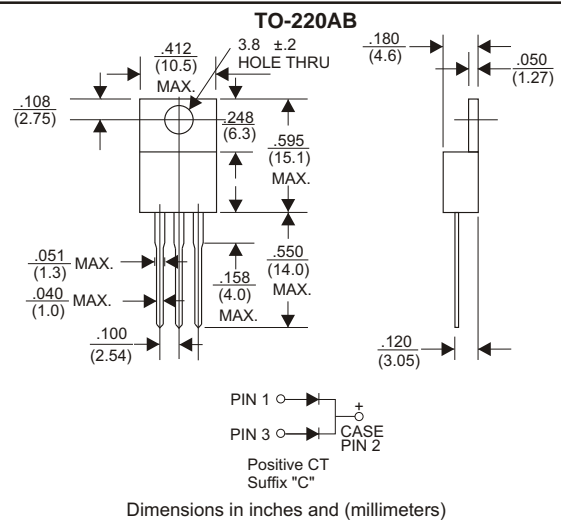 TO-220AB
.412
(10.5)
MAX.
3.8 ±.2
HOLE THRU
.180
(4.6)
.050
(1.27)
.108
(2.75)
.248
(6.3)
.595
(15.1)
MAX.
.051
(1.3)
MAX.
.040
(1.0)
MAX.
.158
(4.0)
MAX.
.550
(14.0)
MAX.
.100
(2.54)
.120
(3.05)
PIN 1
PIN 3
+
CASE
PIN 2
Positive CT
Suffix "C"
Dimensions in inches and (millimeters)